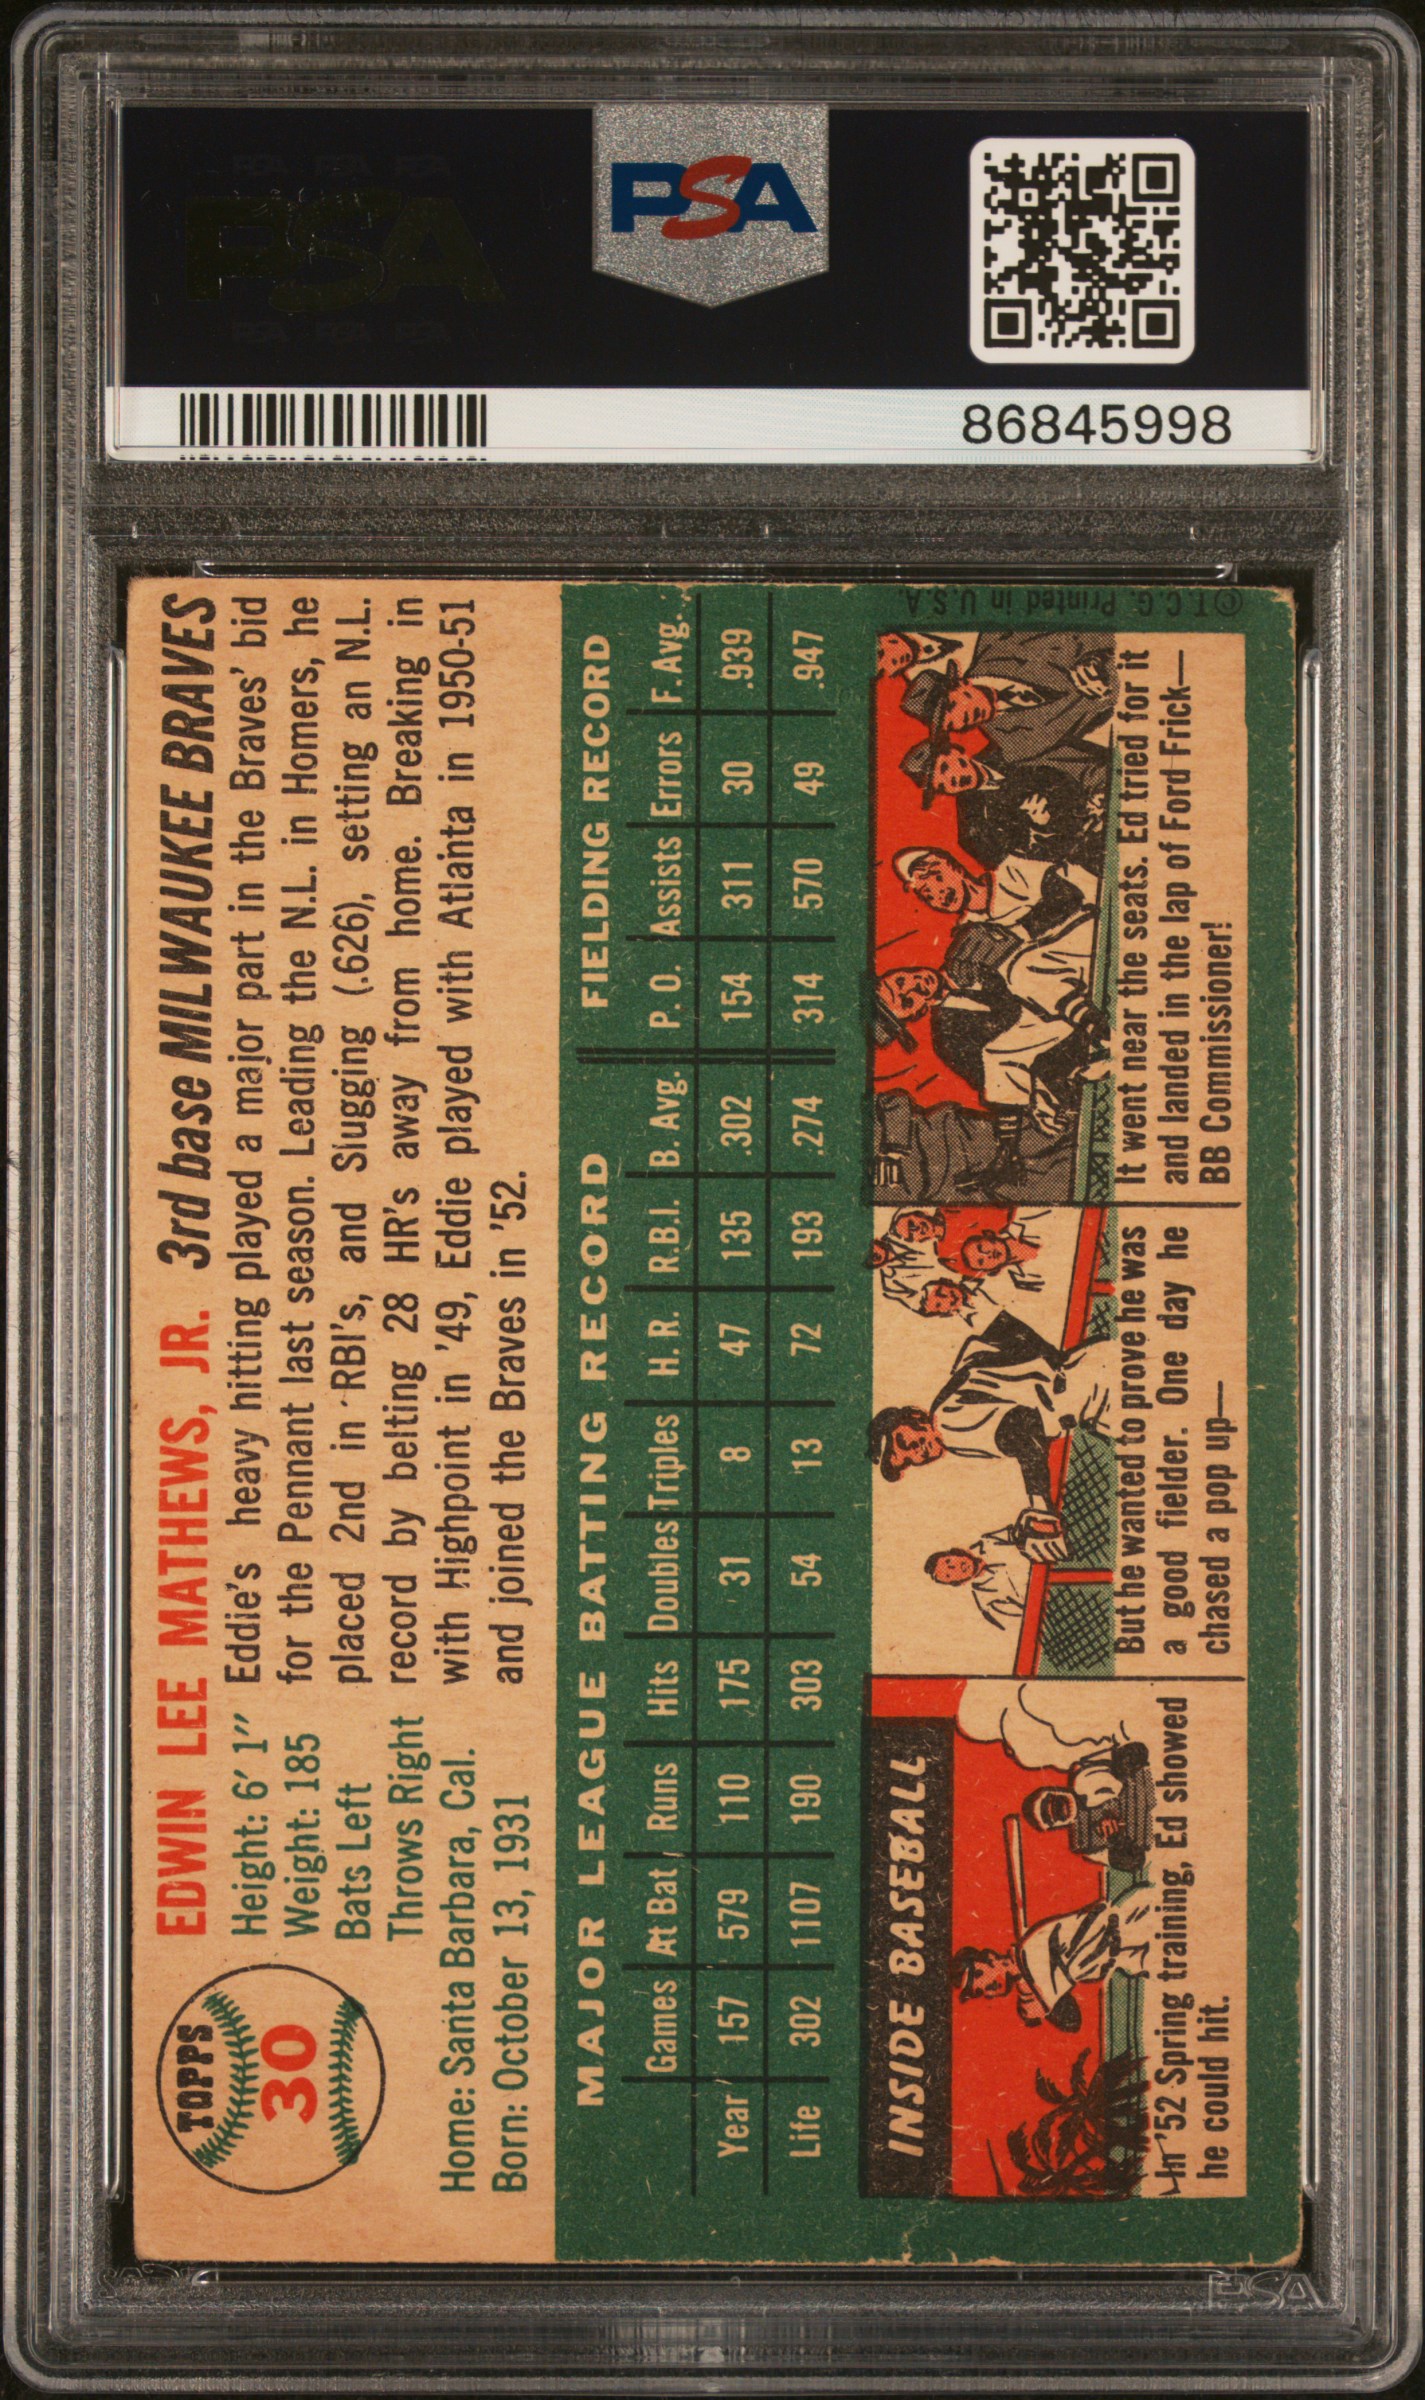 PSA
86845998
TOPPS
30
EDWIN LEE MATHEWS, JR. 3rd base MILWAUKEE BRAVES
Height: 6' 1"
Weight: 185
Bats Left
Throws Right
Home: Santa Barbara, Cal.
Born: October 13, 1931
Eddie's heavy hitting played a major part in the Braves' bid
for the Pennant last season. Leading the N.L. in Homers, he
placed 2nd in RBI's, and Slugging (.626), setting an N.L.
record by belting 28 HR's away from home. Breaking in
with Highpoint in '49, Eddie played with Atlanta in 1950-51
and joined the Braves in '52.
MAJOR LEAGUE BATTING RECORD FIELDING RECORD
Games At Bat Runs Hits Doubles Triples H. R. R.B.I. B. Avg. P. O. Assists Errors F. Avg.
Year 157 579 110 175 31 8 47 135 .302 154 311 30 .939
Life 302 1107 190 303 54 13 72 193 .274 314 570 49 .947
INSIDE BASEBALL
In '52 Spring training, Ed showed
he could hit.
But he wanted to prove he was
a good fielder. One day he
chased a pop up—
It went near the seats. Ed tried for it
and landed in the lap of Ford Frick—
BB Commissioner!
©T.C.G. Printed in U.S.A.
PSA
PSA